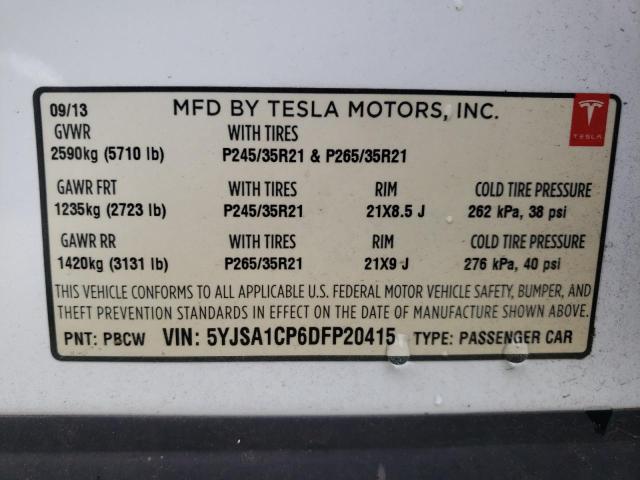 09/13 MFD BY TESLA MOTORS, INC.
TESLA
GVWR WITH TIRES
2590kg (5710 lb) P245/35R21 & P265/35R21
GAWR FRT WITH TIRES RIM COLD TIRE PRESSURE
1235kg (2723 lb) P245/35R21 21X8.5 J 262 kPa, 38 psi
GAWR RR WITH TIRES RIM COLD TIRE PRESSURE
1420kg (3131 lb) P265/35R21 21X9 J 276 kPa, 40 psi
THIS VEHICLE CONFORMS TO ALL APPLICABLE U.S. FEDERAL MOTOR VEHICLE SAFETY, BUMPER, AND
THEFT PREVENTION STANDARDS IN EFFECT ON THE DATE OF MANUFACTURE SHOWN ABOVE.
PNT: PBCW VIN: 5YJSA1CP6DFP20415 TYPE: PASSENGER CAR